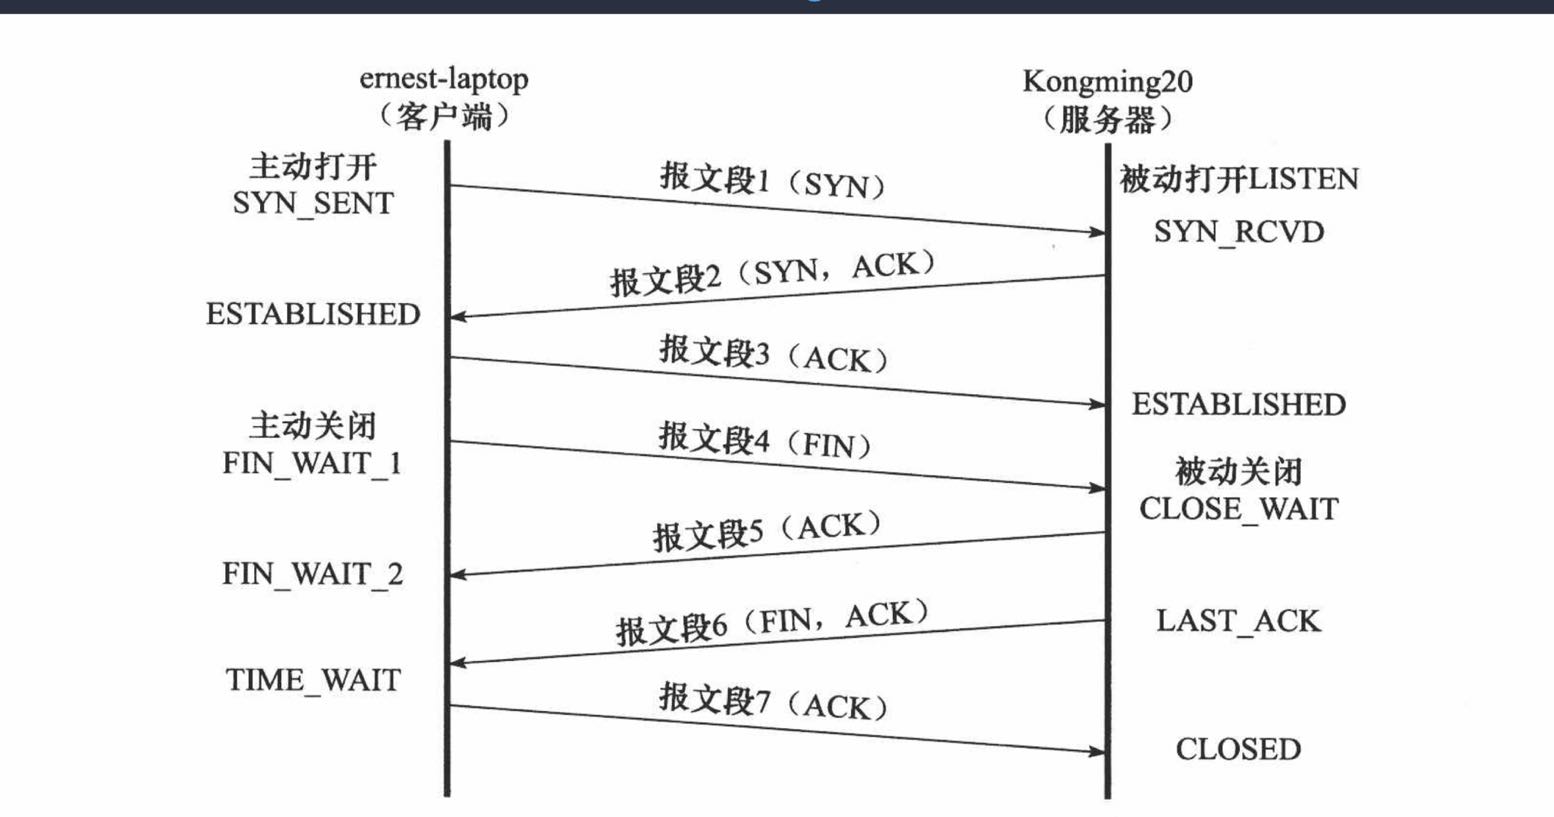 ernest-laptop
（客户端）
Kongming20
（服务器）
主动打开
SYN_SENT
报文段1（SYN）
被动打开LISTEN
SYN_RCVD
报文段2（SYN，ACK）
ESTABLISHED
报文段3（ACK）
ESTABLISHED
主动关闭
FIN_WAIT_1
报文段4（FIN）
被动关闭
CLOSE_WAIT
报文段5（ACK）
FIN_WAIT_2
报文段6（FIN，ACK）
LAST_ACK
TIME_WAIT
报文段7（ACK）
CLOSED